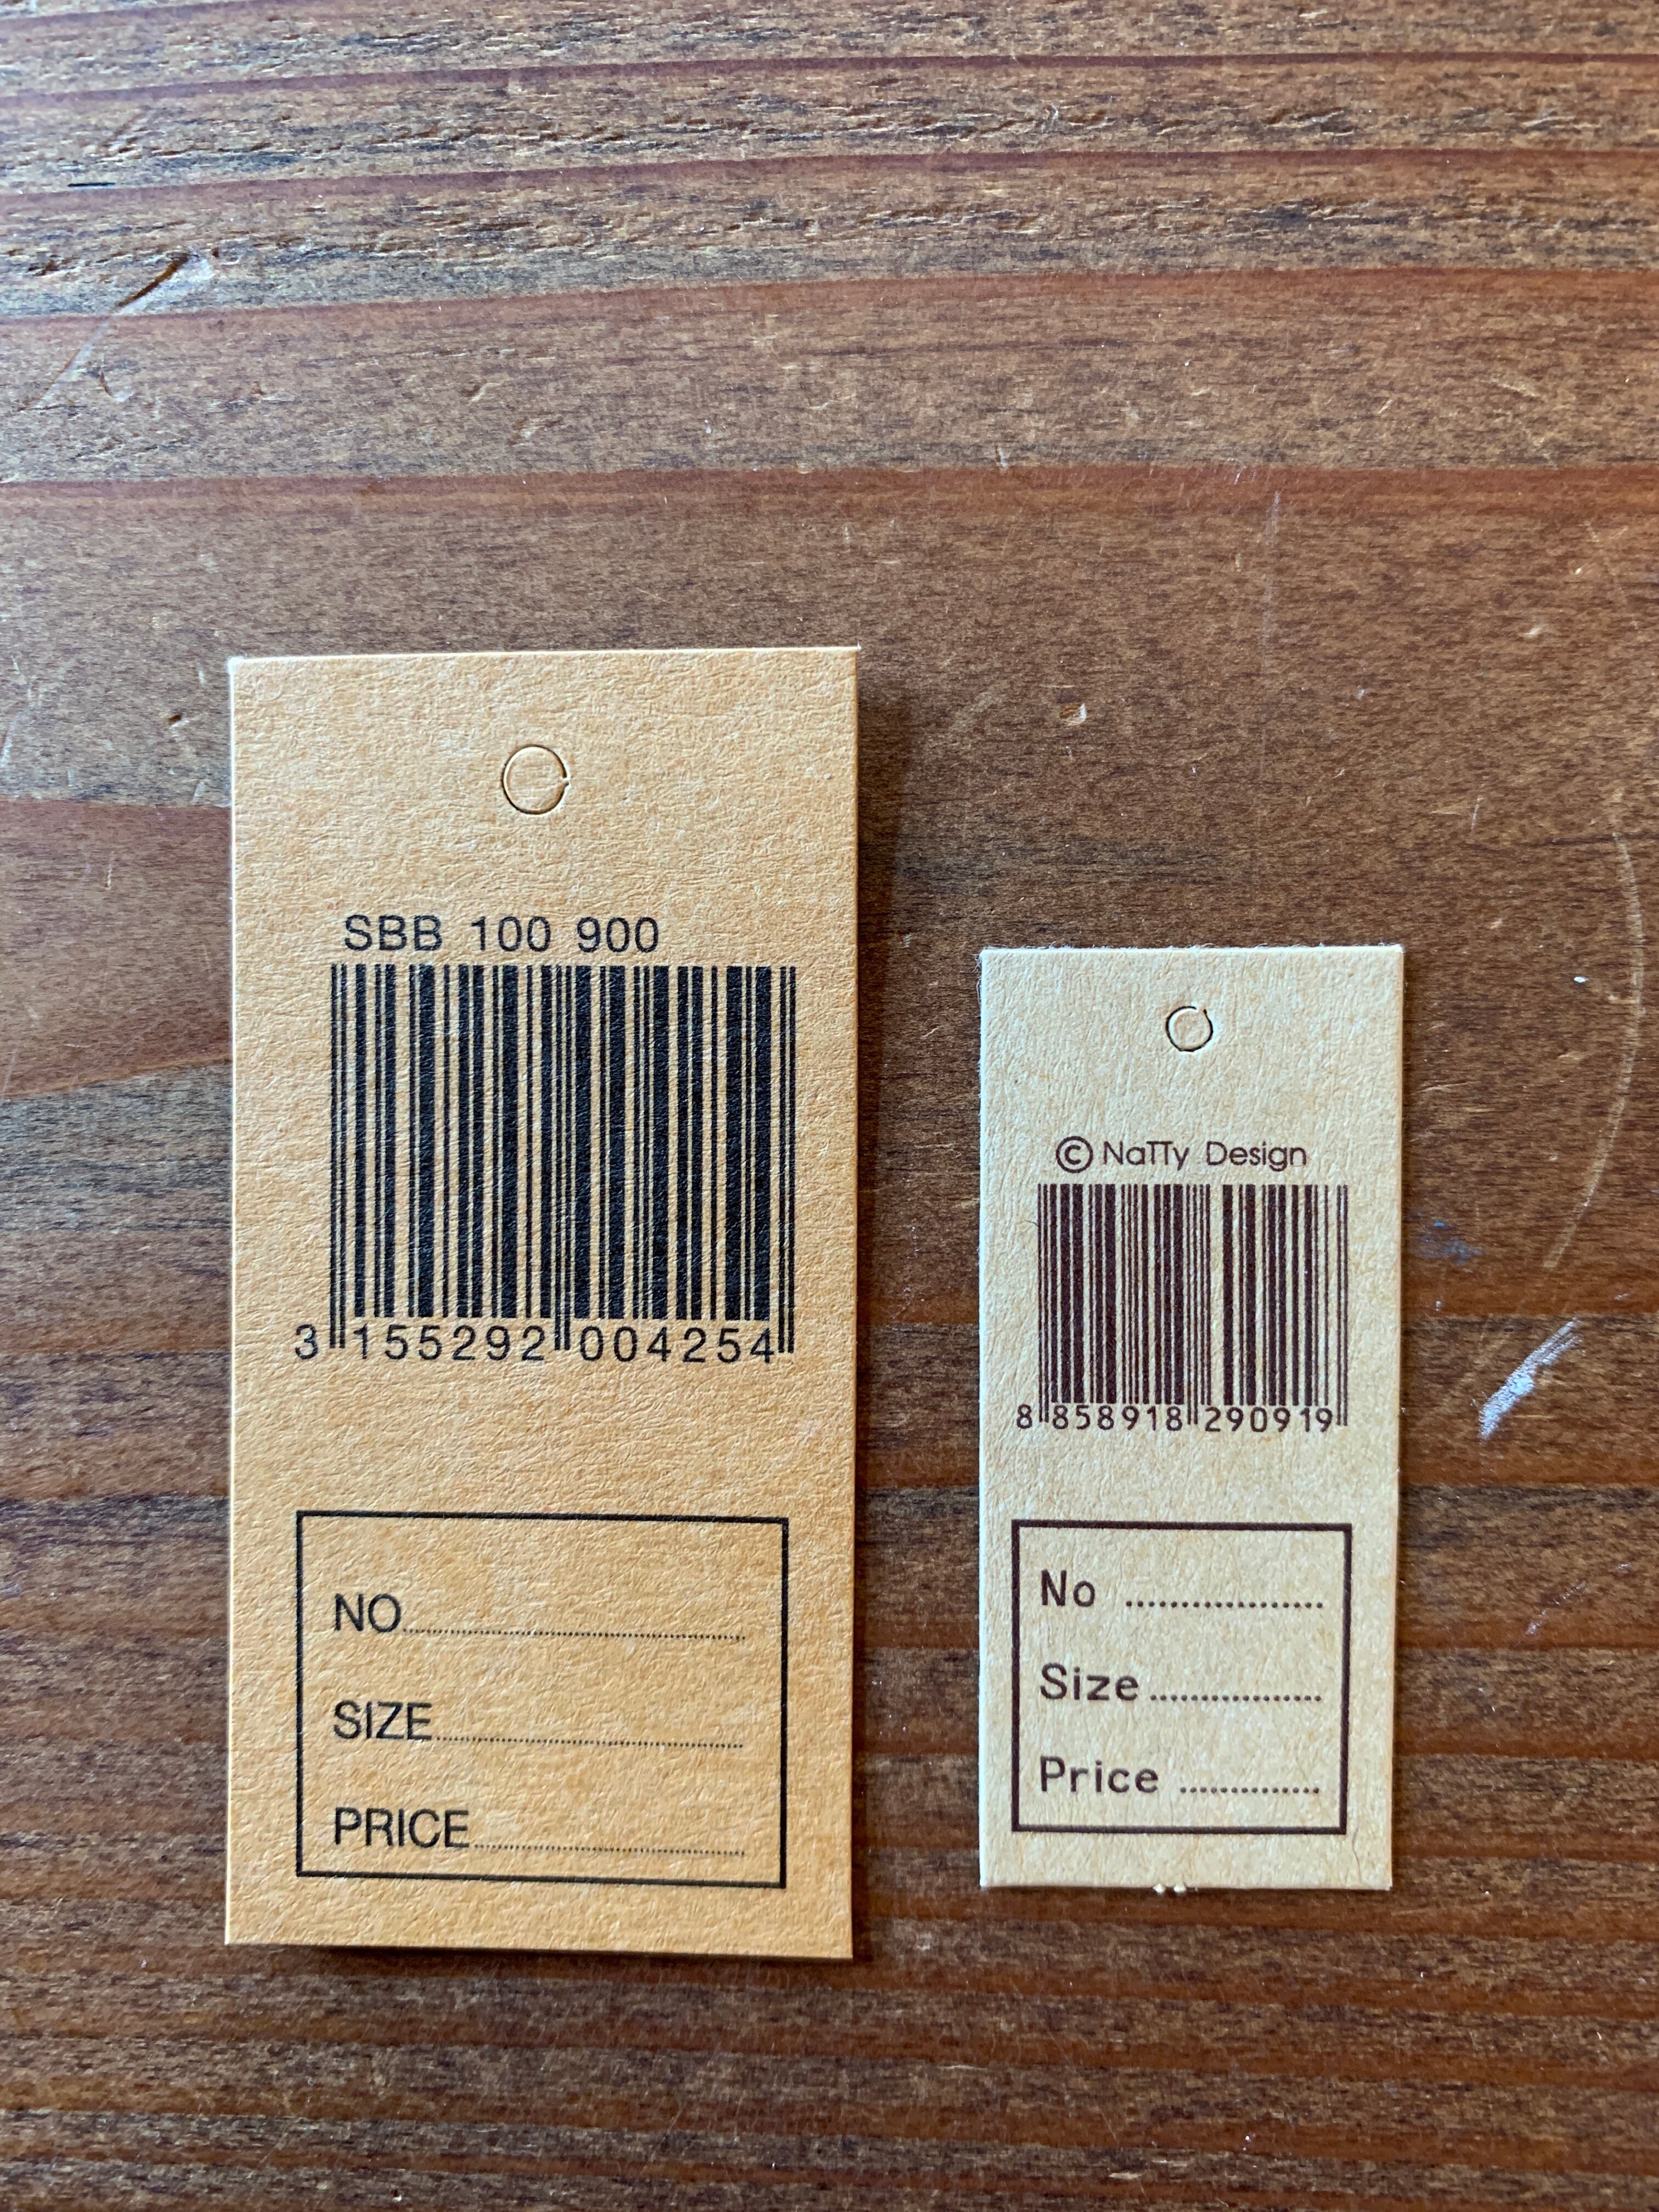 SBB 100 900
3 155292 004254
NO
SIZE
PRICE
© NaTTy Design
8 858918 290919
No
Size
Price